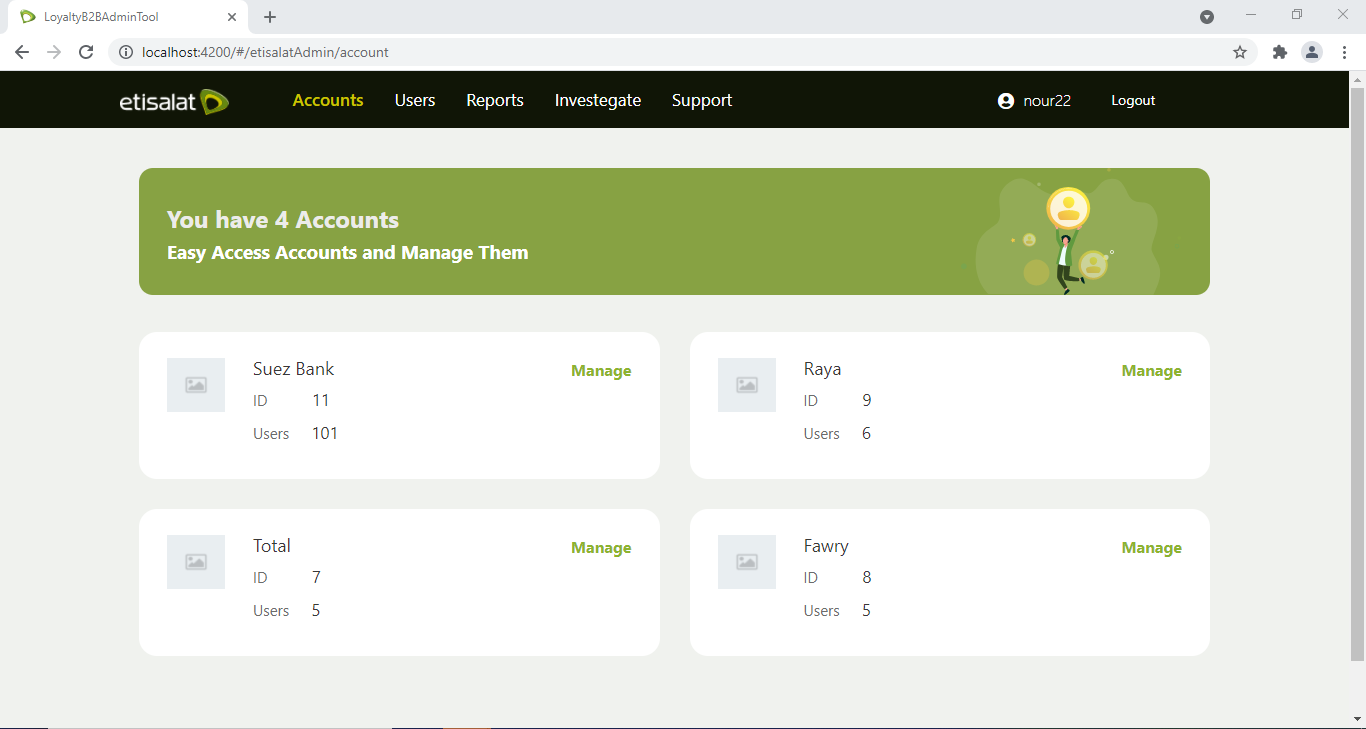 LoyaltyB2BAdminTool
localhost:4200/#/etisalatAdmin/account
etisalat Accounts Users Reports Investegate Support nour22 Logout
You have 4 Accounts
Easy Access Accounts and Manage Them
Suez Bank Manage
ID 11
Users 101
Raya Manage
ID 9
Users 6
Total Manage
ID 7
Users 5
Fawry Manage
ID 8
Users 5